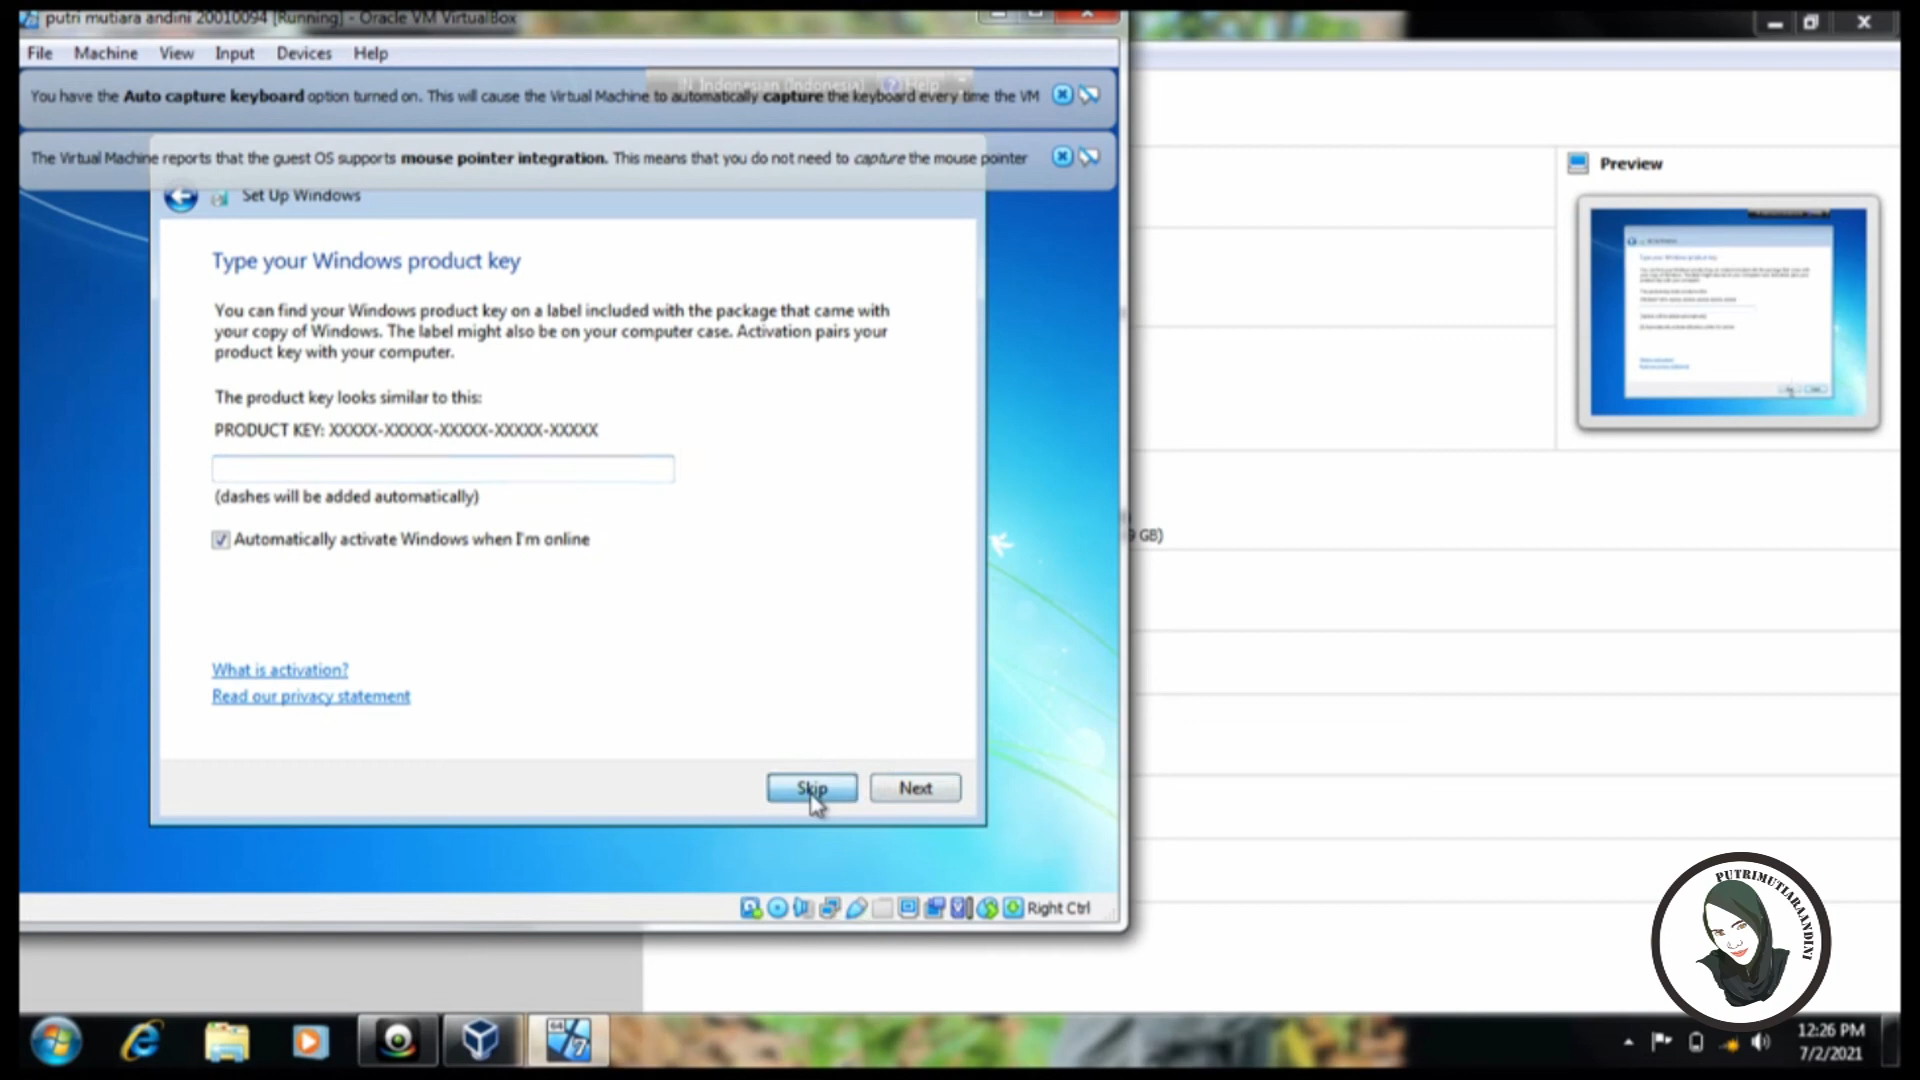 putri mutiara andini 20010094 [Running] - Oracle VM VirtualBox
File Machine View Input Devices Help
IN Indonesian (Indonesia) ? Help
You have the Auto capture keyboard option turned on. This will cause the Virtual Machine to automatically capture the keyboard every time the VM
The Virtual Machine reports that the guest OS supports mouse pointer integration. This means that you do not need to capture the mouse pointer
Set Up Windows
Type your Windows product key
You can find your Windows product key on a label included with the package that came with
your copy of Windows. The label might also be on your computer case. Activation pairs your
product key with your computer.
The product key looks similar to this:
PRODUCT KEY: XXXXX-XXXXX-XXXXX-XXXXX-XXXXX
(dashes will be added automatically)
Automatically activate Windows when I'm online
What is activation?
Read our privacy statement
Skip Next
Right Ctrl
Preview
9 GB)
PUTRIMUTIARAANDINI
64
7
12:26 PM
7/2/2021